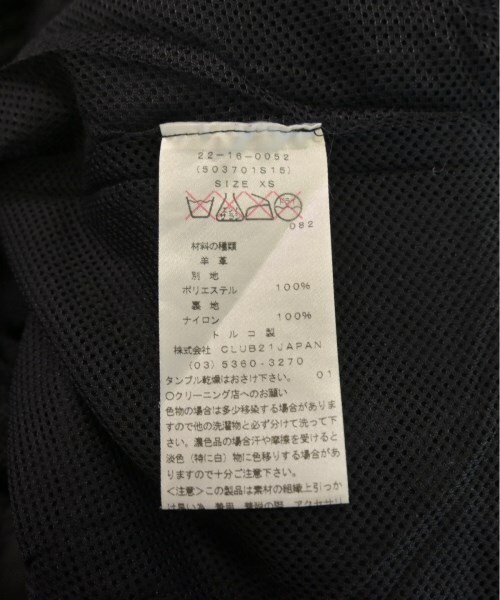 22-16-0052
(503701S15)
SIZE XS
082
材料の種類
羊 革
別 地
ポリエステル 100%
裏 地
ナイロン 100%
トルコ製
株式会社 CLUB21JAPAN
(03) 5360-3270
タンブル乾燥はおさけ下さい。 01
〇クリーニング店へのお願い
色物の場合は多少移染する場合がありま
すので他の洗濯物と必ず分けて洗って下
さい。濃色品の場合汗や摩擦を受けると
淡色(特に白)物に色移りする場合があ
りますので十分ご注意下さい。
<注意>この製品は素材の組織上引っか